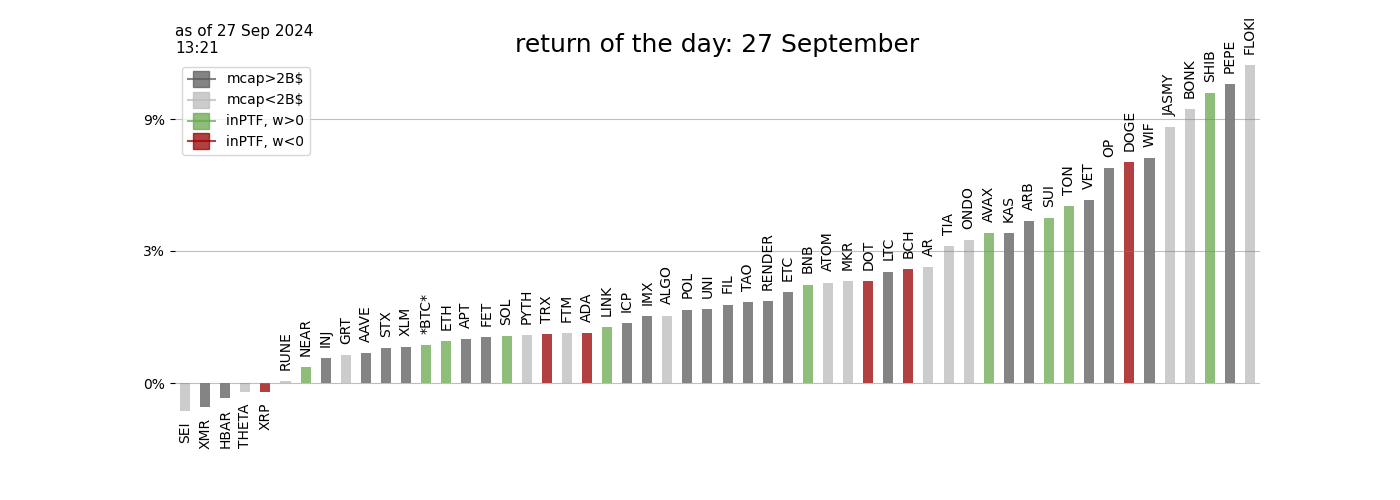 as of 27 Sep 2024
13:21
return of the day: 27 September
mcap>2B$
mcap<2B$
inPTF, w>0
inPTF, w<0
9%
3%
0%
SEI
XMR
HBAR
THETA
XRP
RUNE
NEAR
INJ
GRT
AAVE
STX
XLM
*BTC*
ETH
APT
FET
SOL
PYTH
TRX
FTM
ADA
LINK
ICP
IMX
ALGO
POL
UNI
FIL
TAO
RENDER
ETC
BNB
ATOM
MKR
DOT
LTC
BCH
AR
TIA
ONDO
AVAX
KAS
ARB
SUI
TON
VET
OP
DOGE
WIF
JASMY
BONK
SHIB
PEPE
FLOKI